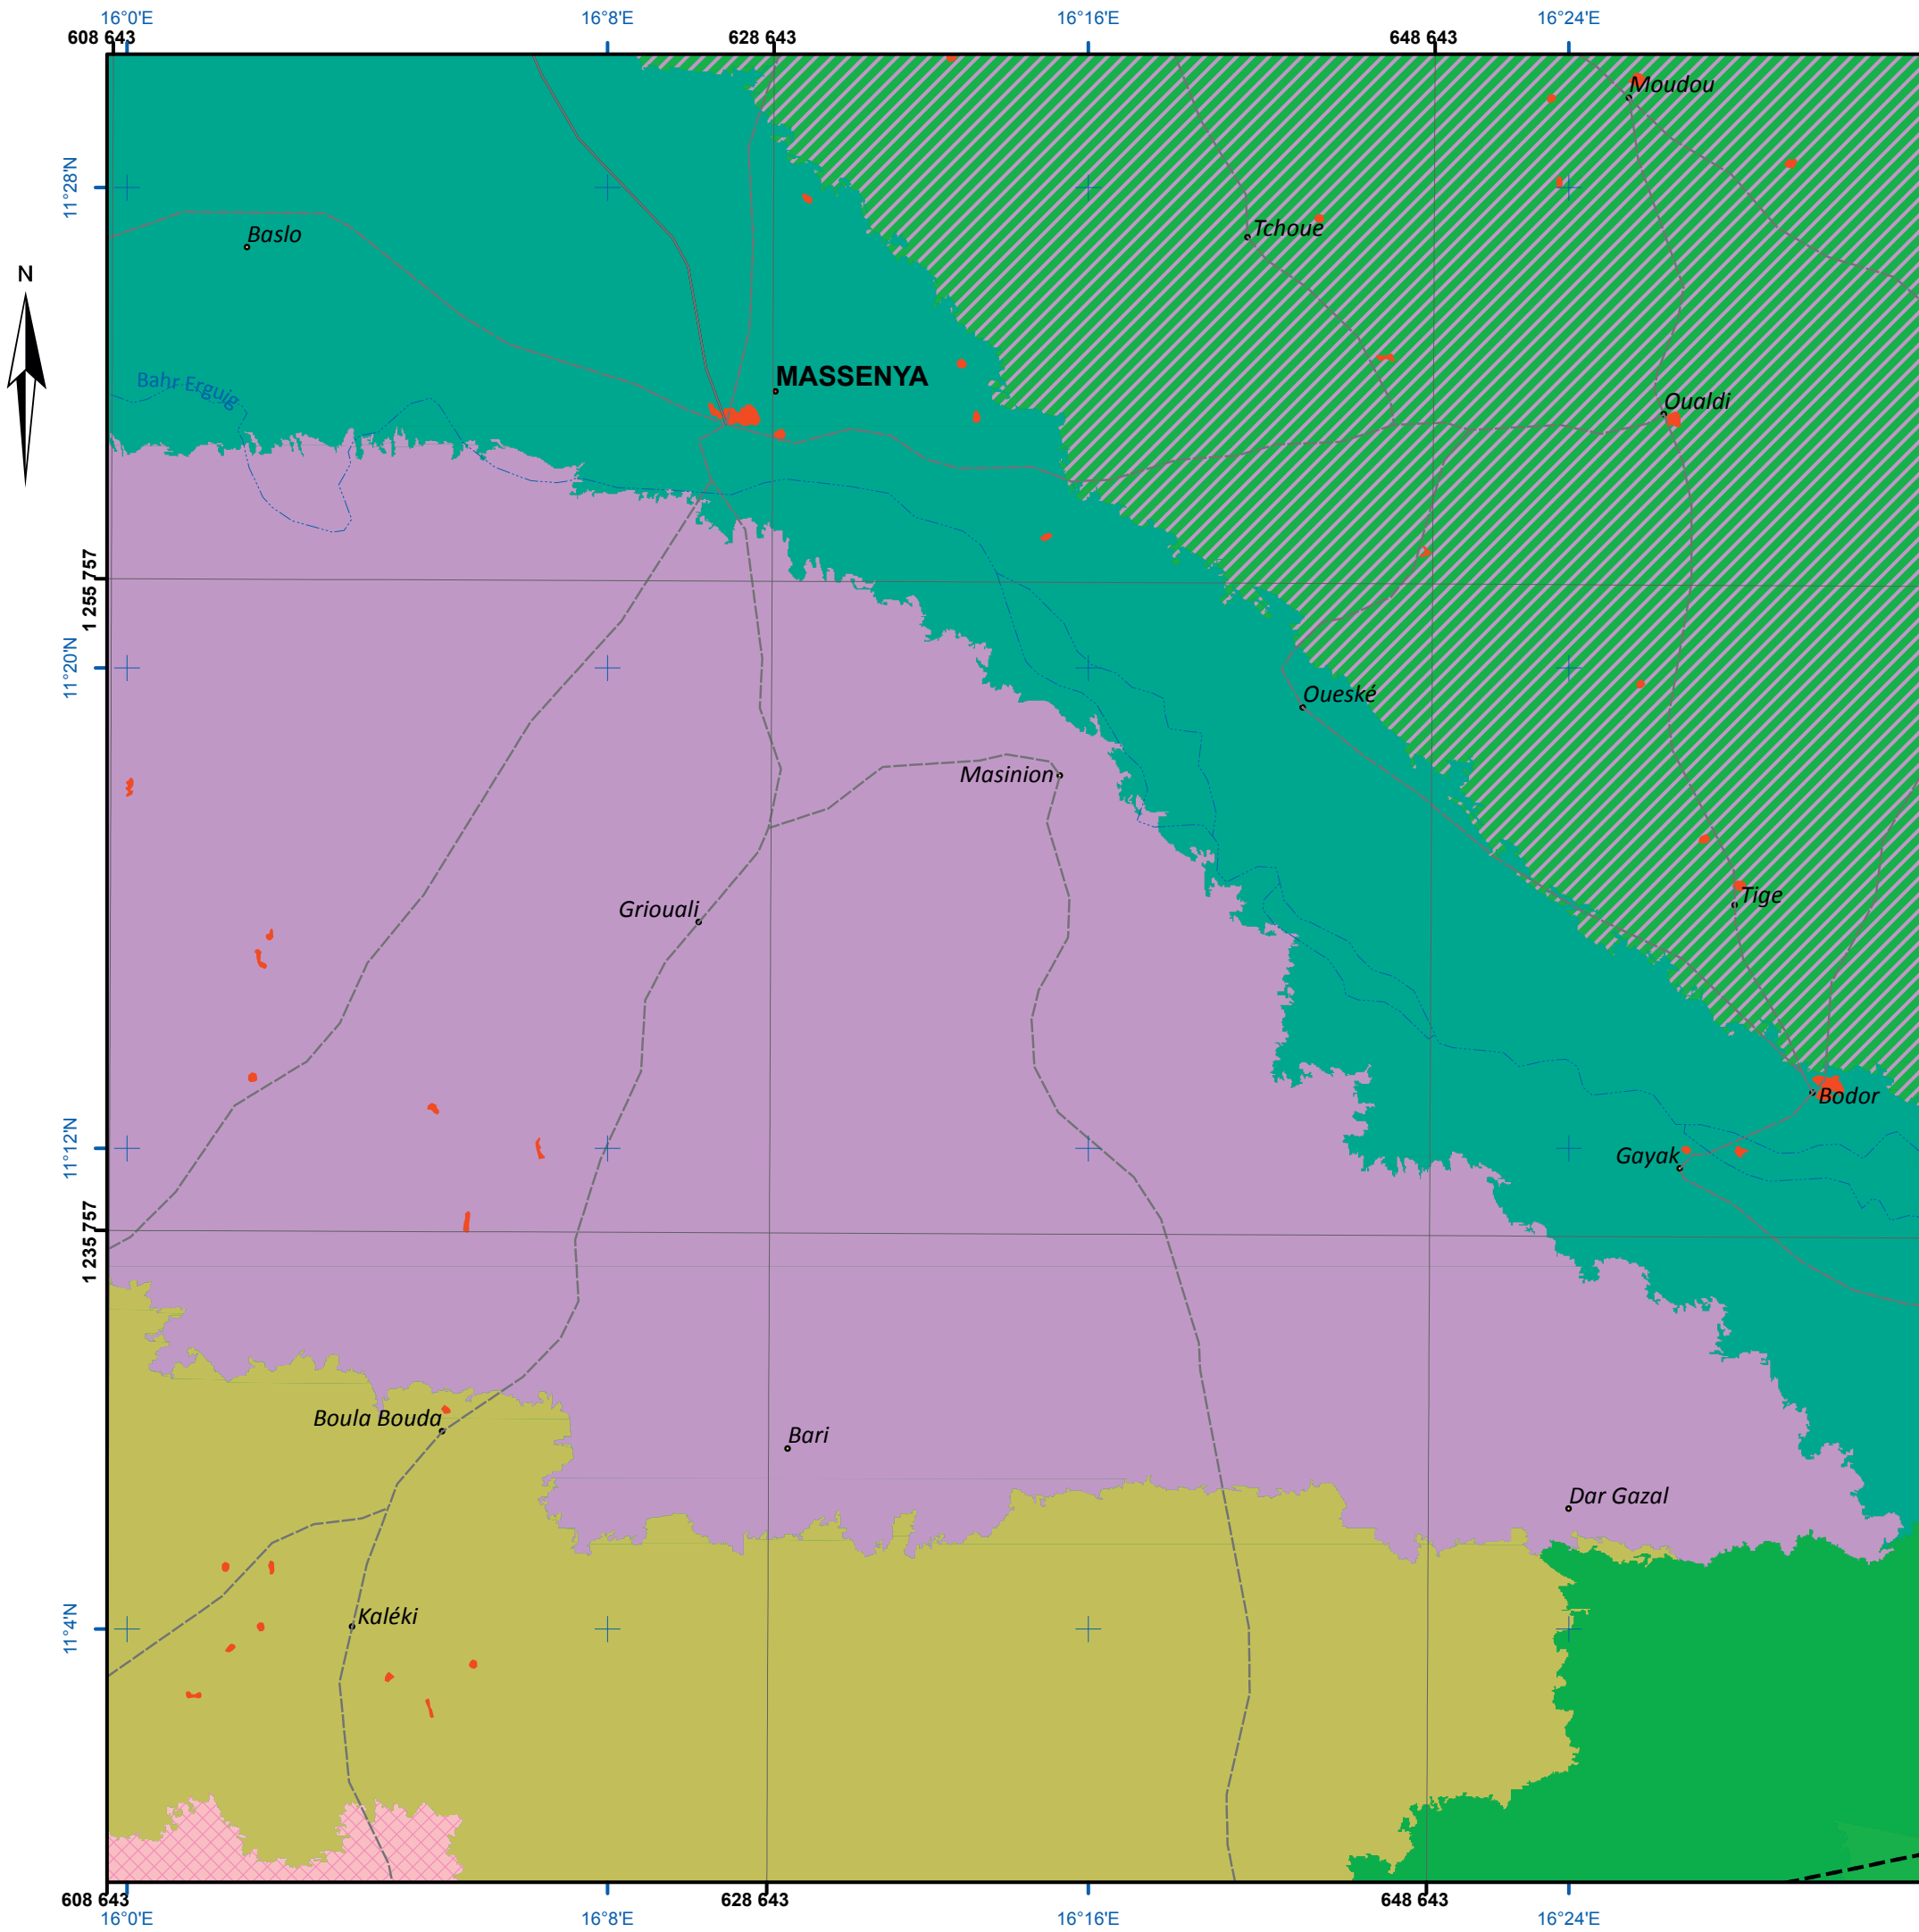 16°0'E 16°8'E 16°16'E 16°24'E
608 643 628 643 648 643
Moudou
11°28'N
Tchoue
Baslo
N
MASSENYA
Bahr Erguig
Oualdi
1 255 757
11°20'N
Oueské
Masinion
Tige
Griouali
Bodor
11°12'N
Gayak
1 235 757
Boula Bouda
Bari
Dar Gazal
Kaléki
11°4'N
608 643 628 643 648 643
16°0'E 16°8'E 16°16'E 16°24'E